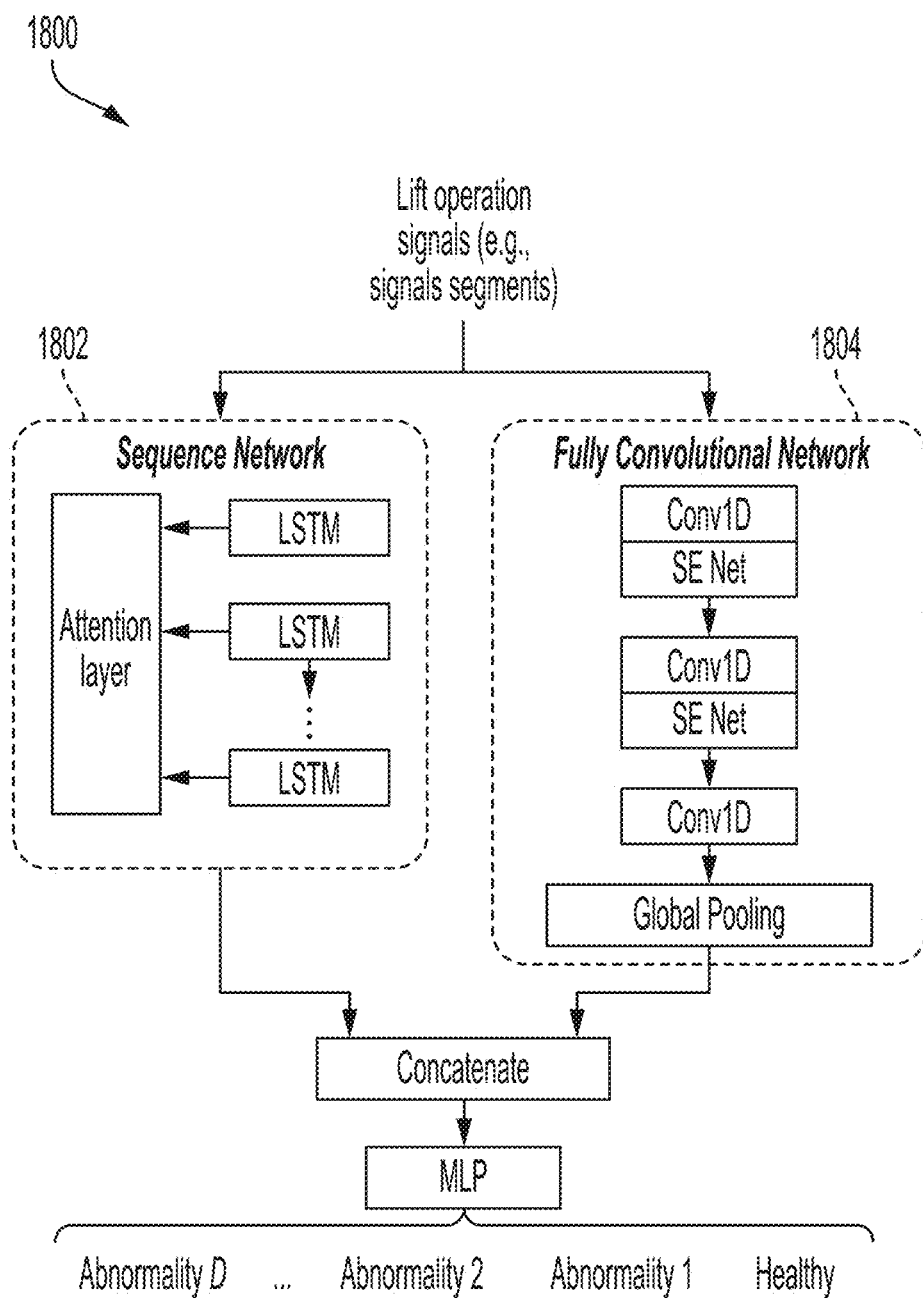 1800
Lift operation
signals (e.g.,
signals segments)
1802
1804
Sequence Network
Attention
layer
LSTM
LSTM
⋮
LSTM
Fully Convolutional Network
Conv1D
SE Net
Conv1D
SE Net
Conv1D
Global Pooling
Concatenate
MLP
Abnormality D ... Abnormality 2 Abnormality 1 Healthy